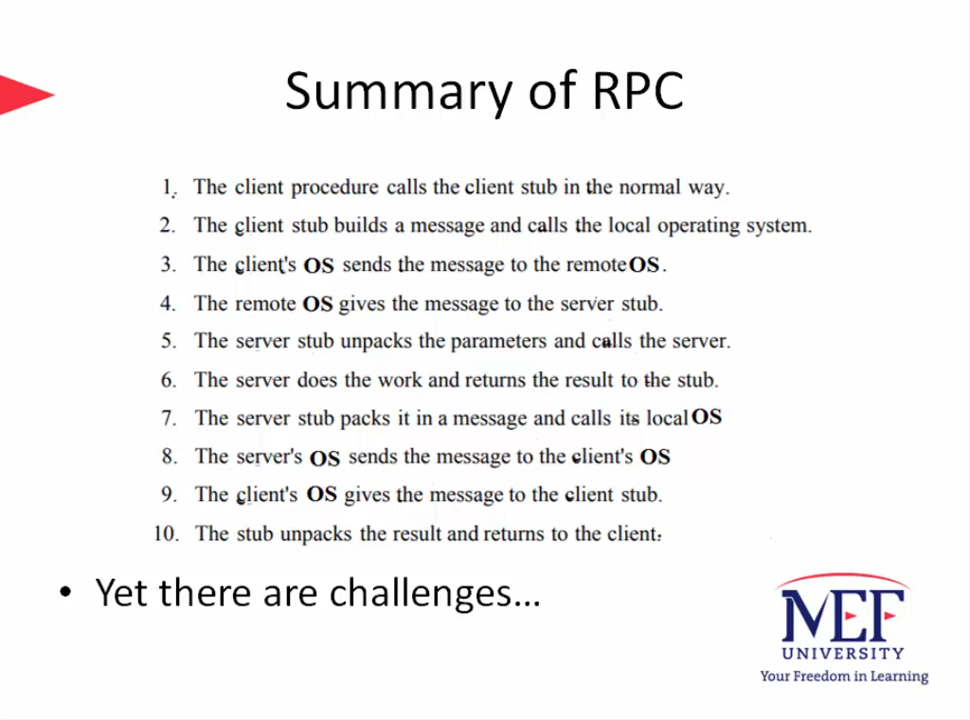 Summary of RPC
1. The client procedure calls the client stub in the normal way.
2. The client stub builds a message and calls the local operating system.
3. The client's OS sends the message to the remote OS.
4. The remote OS gives the message to the server stub.
5. The server stub unpacks the parameters and calls the server.
6. The server does the work and returns the result to the stub.
7. The server stub packs it in a message and calls its local OS
8. The server's OS sends the message to the client's OS
9. The client's OS gives the message to the client stub.
10. The stub unpacks the result and returns to the client.
• Yet there are challenges...
MEF
UNIVERSITY
Your Freedom in Learning